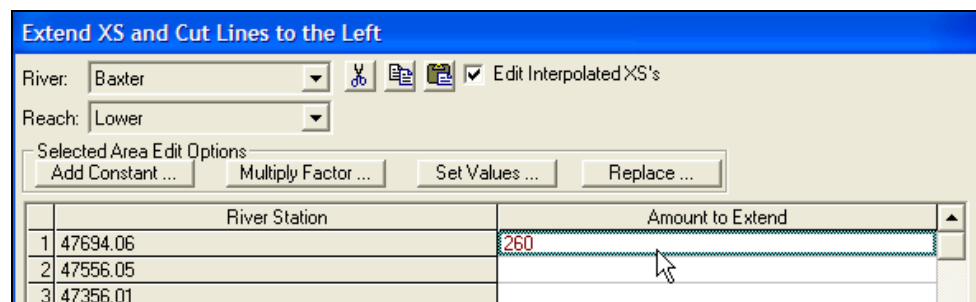 Extend XS and Cut Lines to the Left
River: Baxter Edit Interpolated XS's
Reach: Lower
Selected Area Edit Options
Add Constant ... Multiply Factor ... Set Values ... Replace ...
River Station Amount to Extend
1 47694.06 260
2 47556.05
3 47356.01